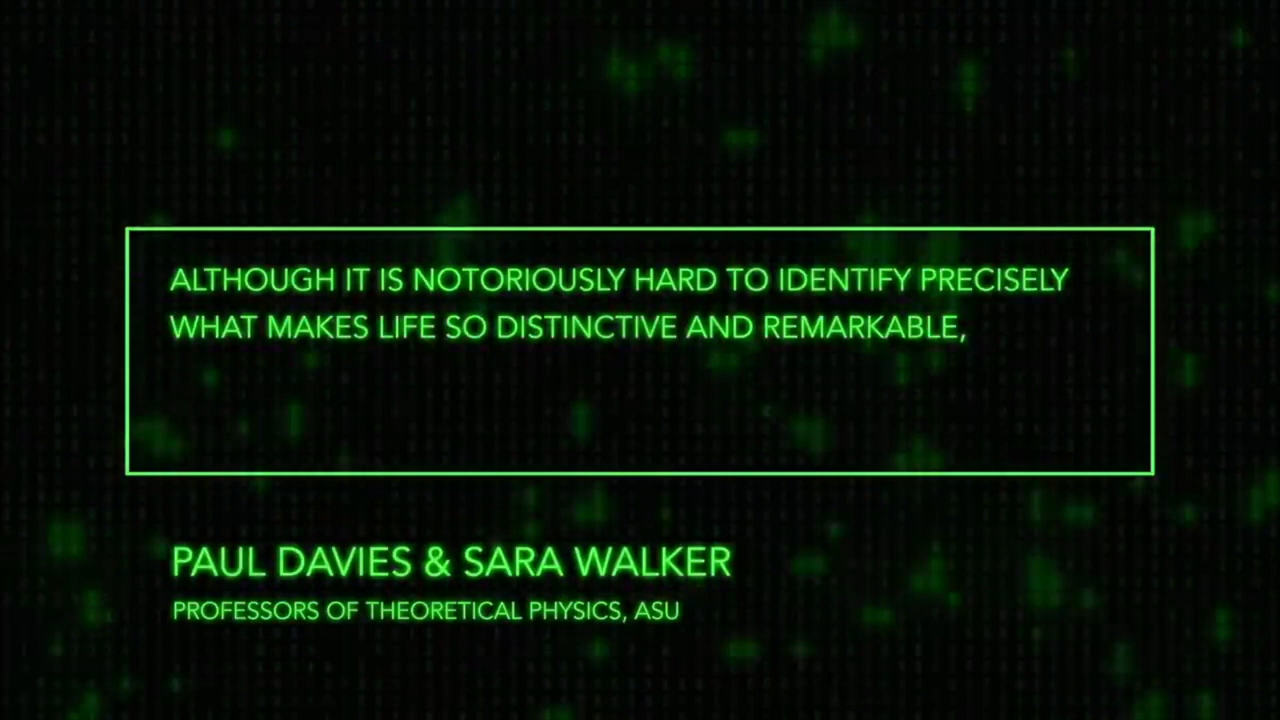 ALTHOUGH IT IS NOTORIOUSLY HARD TO IDENTIFY PRECISELY
WHAT MAKES LIFE SO DISTINCTIVE AND REMARKABLE,
PAUL DAVIES & SARA WALKER
PROFESSORS OF THEORETICAL PHYSICS, ASU